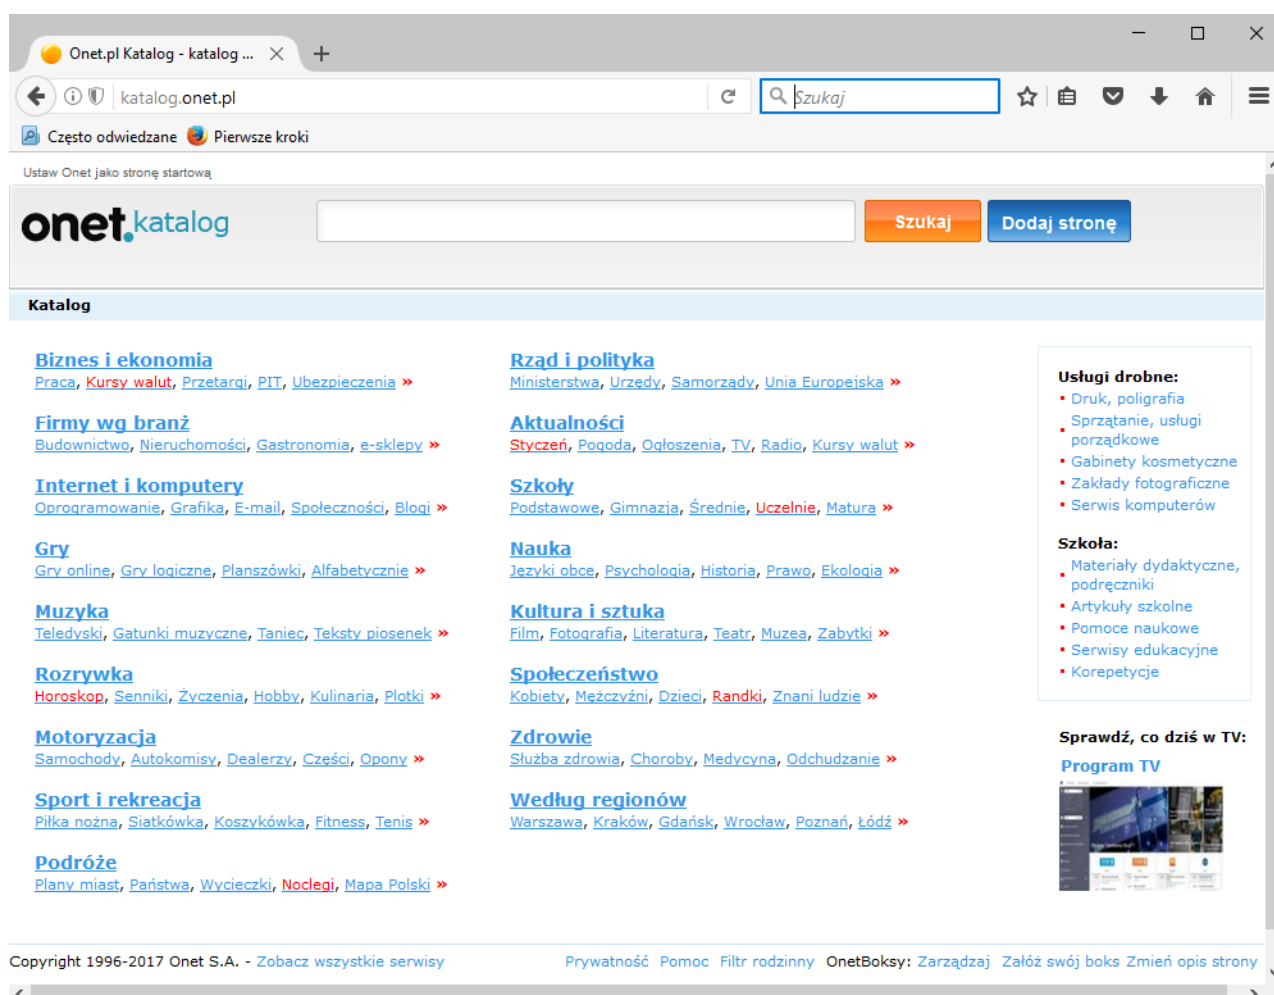 Onet.pl Katalog - katalog ...
katalog.onet.pl
Szukaj
Często odwiedzane Pierwsze kroki
Ustaw Onet jako stronę startową
onet.katalog
Szukaj
Dodaj stronę
Katalog
Biznes i ekonomia
Praca, Kursy walut, Przetargi, PIT, Ubezpieczenia »
Firmy wg branż
Budownictwo, Nieruchomości, Gastronomia, e-sklepy »
Internet i komputery
Oprogramowanie, Grafika, E-mail, Społeczności, Blogi »
Gry
Gry online, Gry logiczne, Planszówki, Alfabetycznie »
Muzyka
Teledyski, Gatunki muzyczne, Taniec, Teksty piosenek »
Rozrywka
Horoskop, Senniki, Życzenia, Hobby, Kulinaria, Plotki »
Motoryzacja
Samochody, Autokomisy, Dealerzy, Części, Opony »
Sport i rekreacja
Piłka nożna, Siatkówka, Koszykówka, Fitness, Tenis »
Podróże
Plany miast, Państwa, Wycieczki, Noclegi, Mapa Polski »
Rząd i polityka
Ministerstwa, Urzędy, Samorządy, Unia Europejska »
Aktualności
Styczeń, Pogoda, Ogłoszenia, TV, Radio, Kursy walut »
Szkoły
Podstawowe, Gimnazja, Średnie, Uczelnie, Matura »
Nauka
Języki obce, Psychologia, Historia, Prawo, Ekologia »
Kultura i sztuka
Film, Fotografia, Literatura, Teatr, Muzea, Zabytki »
Społeczeństwo
Kobiety, Mężczyźni, Dzieci, Randki, Znani ludzie »
Zdrowie
Służba zdrowia, Choroby, Medycyna, Odchudzanie »
Według regionów
Warszawa, Kraków, Gdańsk, Wrocław, Poznań, Łódź »
Usługi drobne:
Druk, poligrafia
Sprzątanie, usługi
porządkowe
Gabinety kosmetyczne
Zakłady fotograficzne
Serwis komputerów
Szkoła:
Materiały dydaktyczne,
podręczniki
Artykuły szkolne
Pomoce naukowe
Serwisy edukacyjne
Korepetycje
Sprawdź, co dziś w TV:
Program TV
Copyright 1996-2017 Onet S.A. - Zobacz wszystkie serwisy
Prywatność Pomoc Filtr rodzinny OnetBoksy: Zarządzaj Załóż swój boks Zmień opis strony